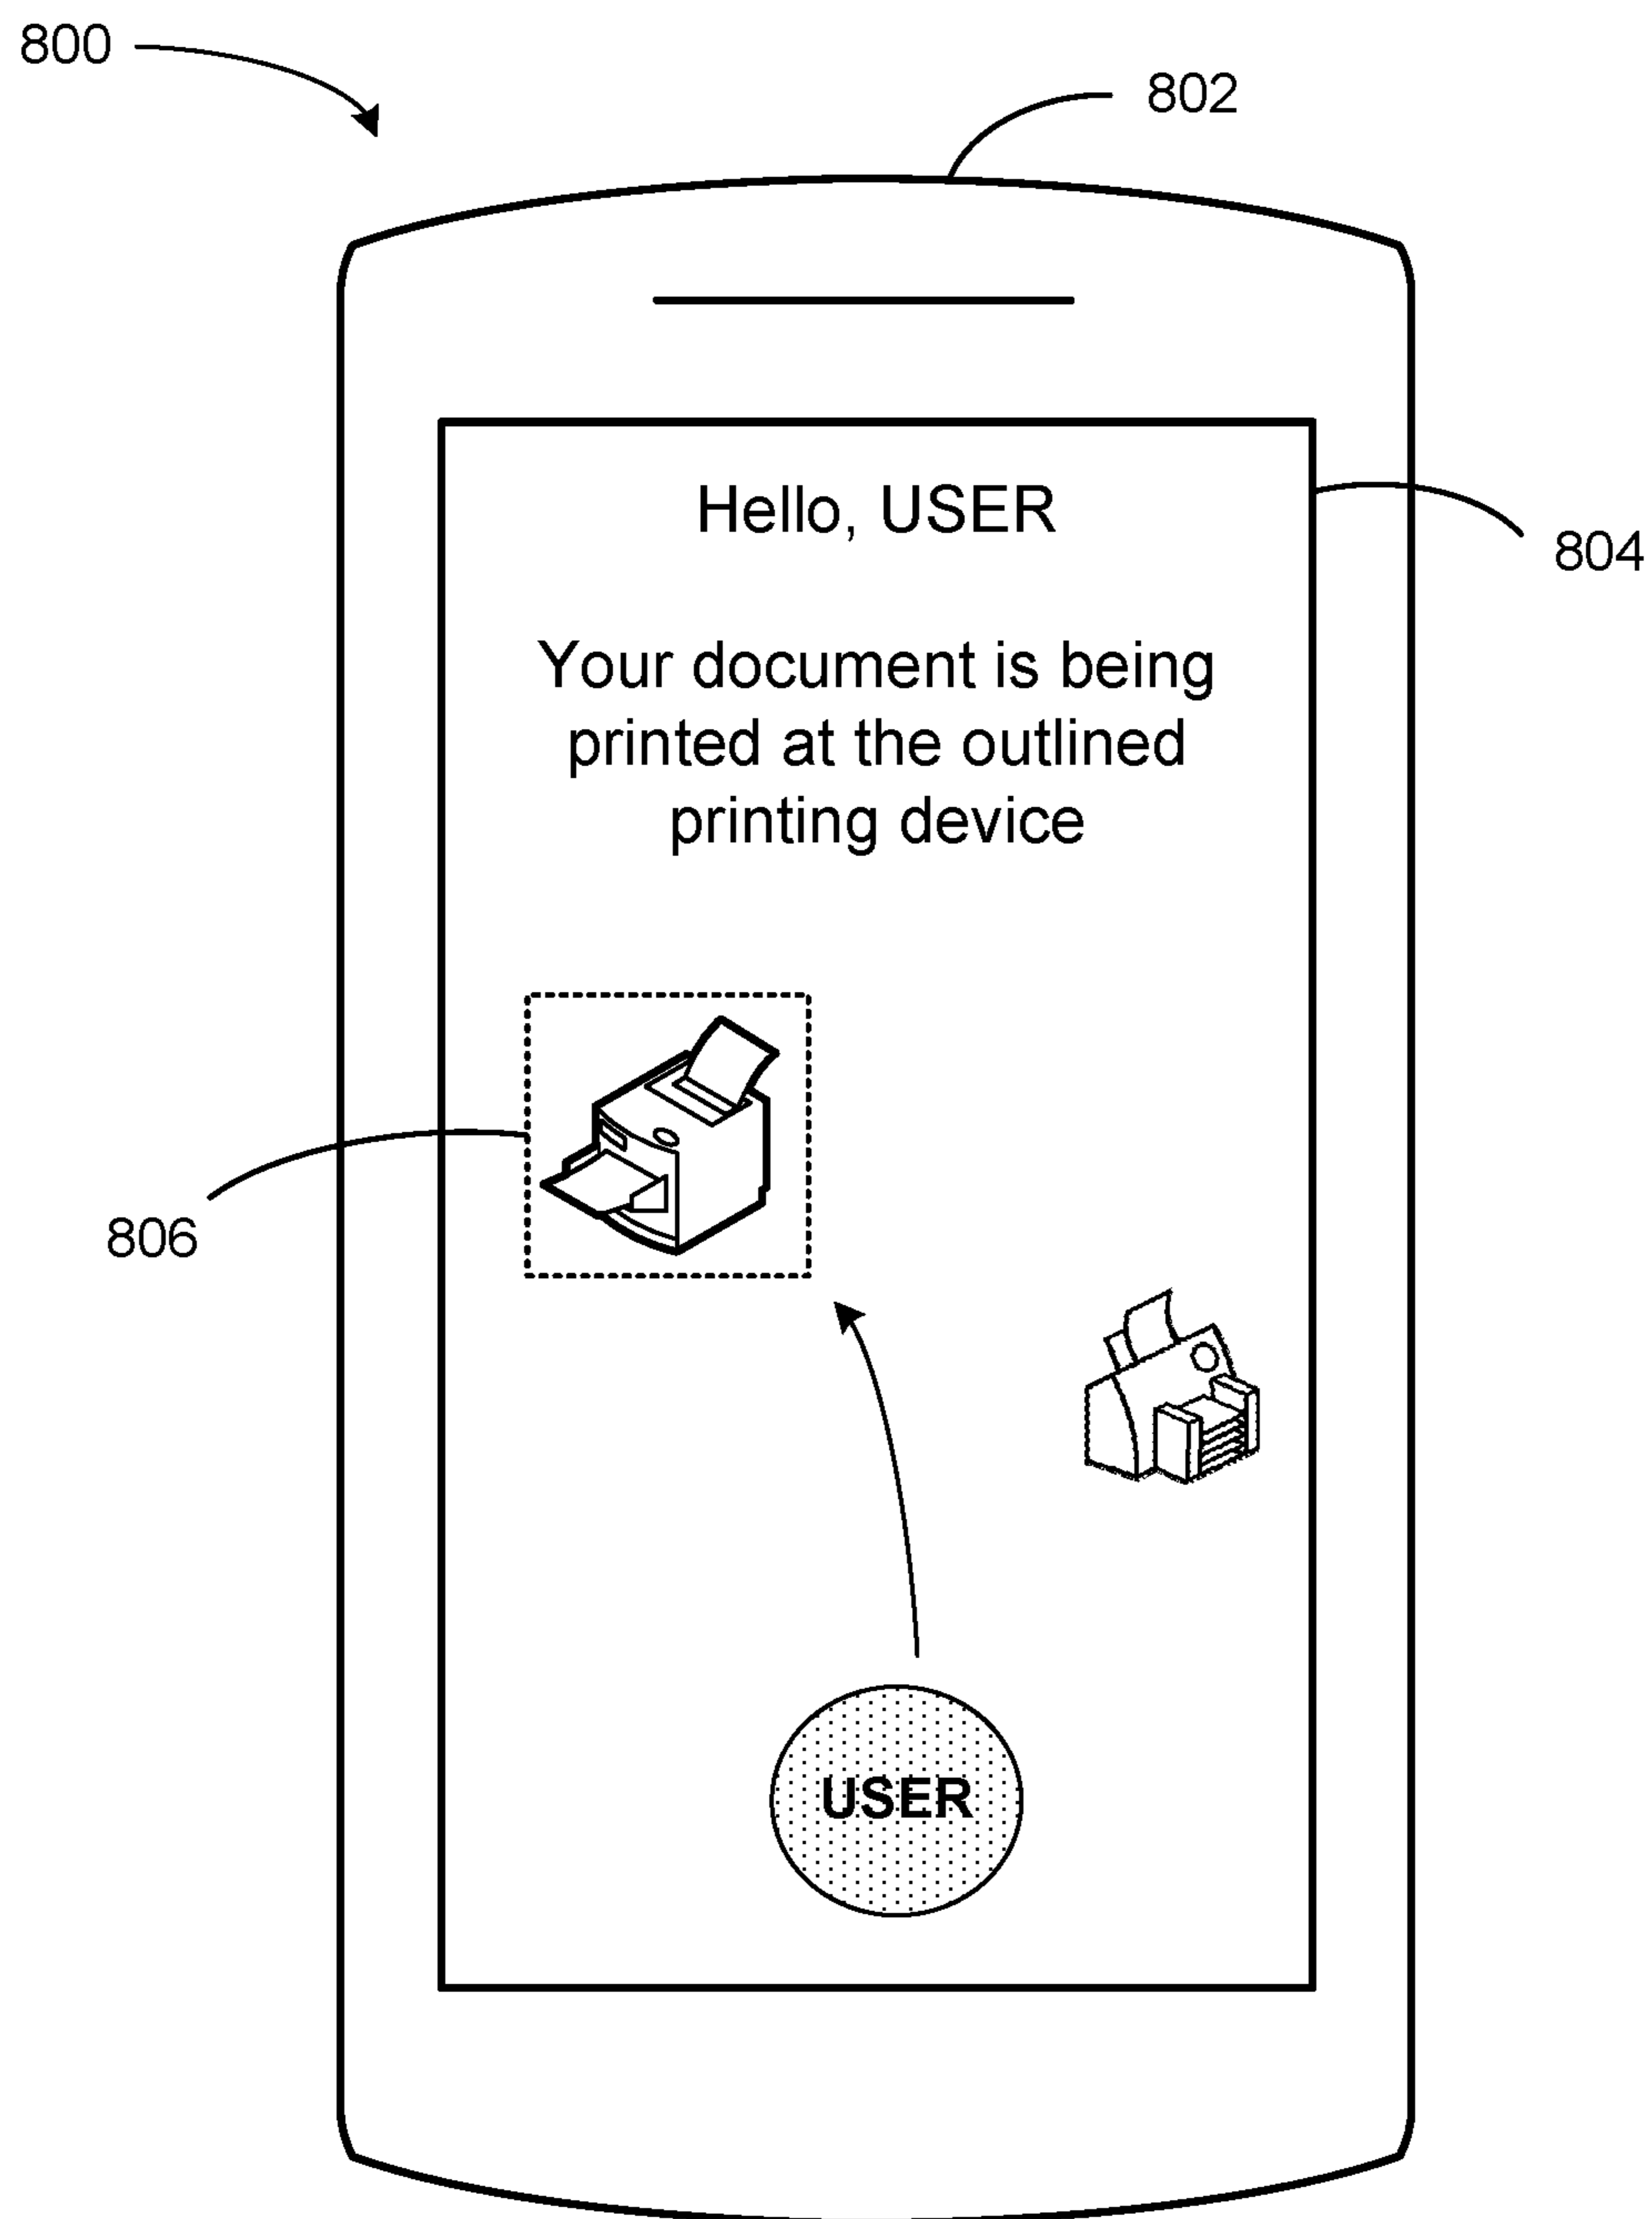 800
802
Hello, USER
804
Your document is being
printed at the outlined
printing device
806
USER